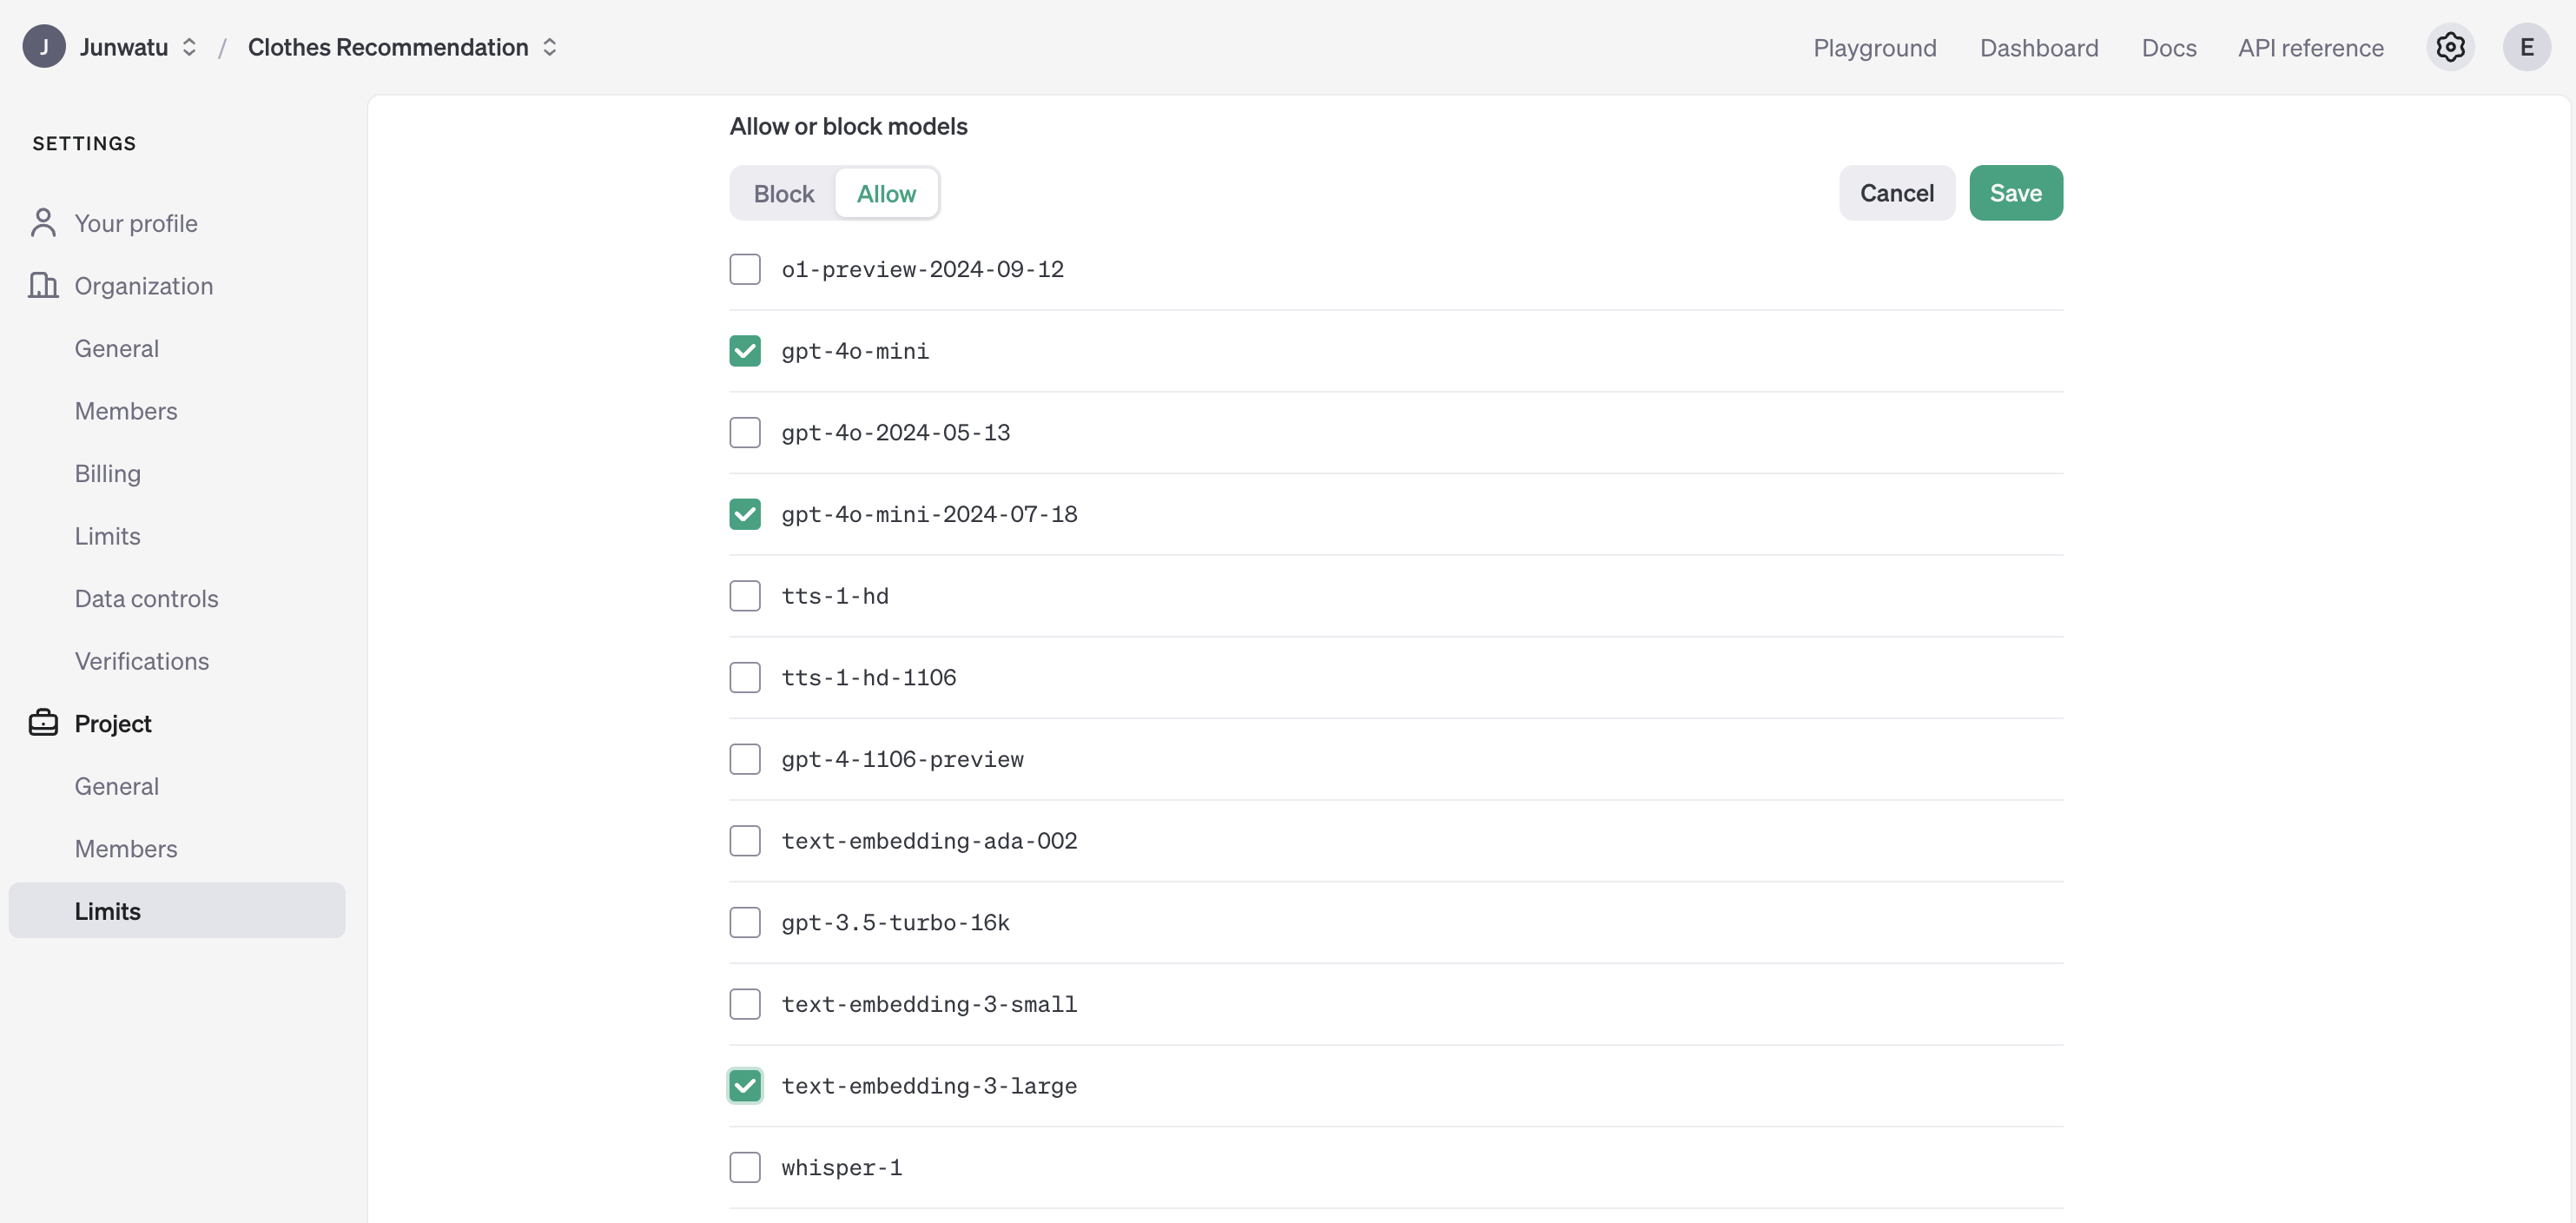 J Junwatu / Clothes Recommendation Playground Dashboard Docs API reference E
SETTINGS
Your profile
Organization
General
Members
Billing
Limits
Data controls
Verifications
Project
General
Members
Limits
Allow or block models
Block Allow Cancel Save
o1-preview-2024-09-12
gpt-4o-mini
gpt-4o-2024-05-13
gpt-4o-mini-2024-07-18
tts-1-hd
tts-1-hd-1106
gpt-4-1106-preview
text-embedding-ada-002
gpt-3.5-turbo-16k
text-embedding-3-small
text-embedding-3-large
whisper-1